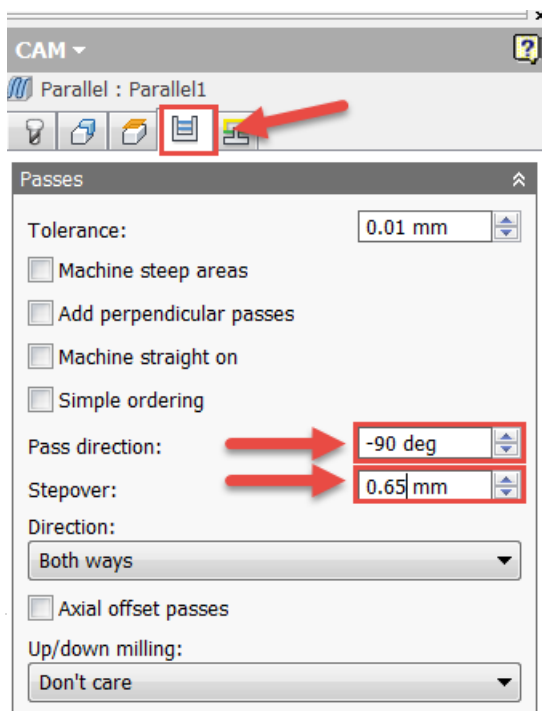 CAM
?
Parallel : Parallel1
Passes
Tolerance: 0.01 mm
Machine steep areas
Add perpendicular passes
Machine straight on
Simple ordering
Pass direction: -90 deg
Stepover: 0.65 mm
Direction:
Both ways
Axial offset passes
Up/down milling:
Don't care